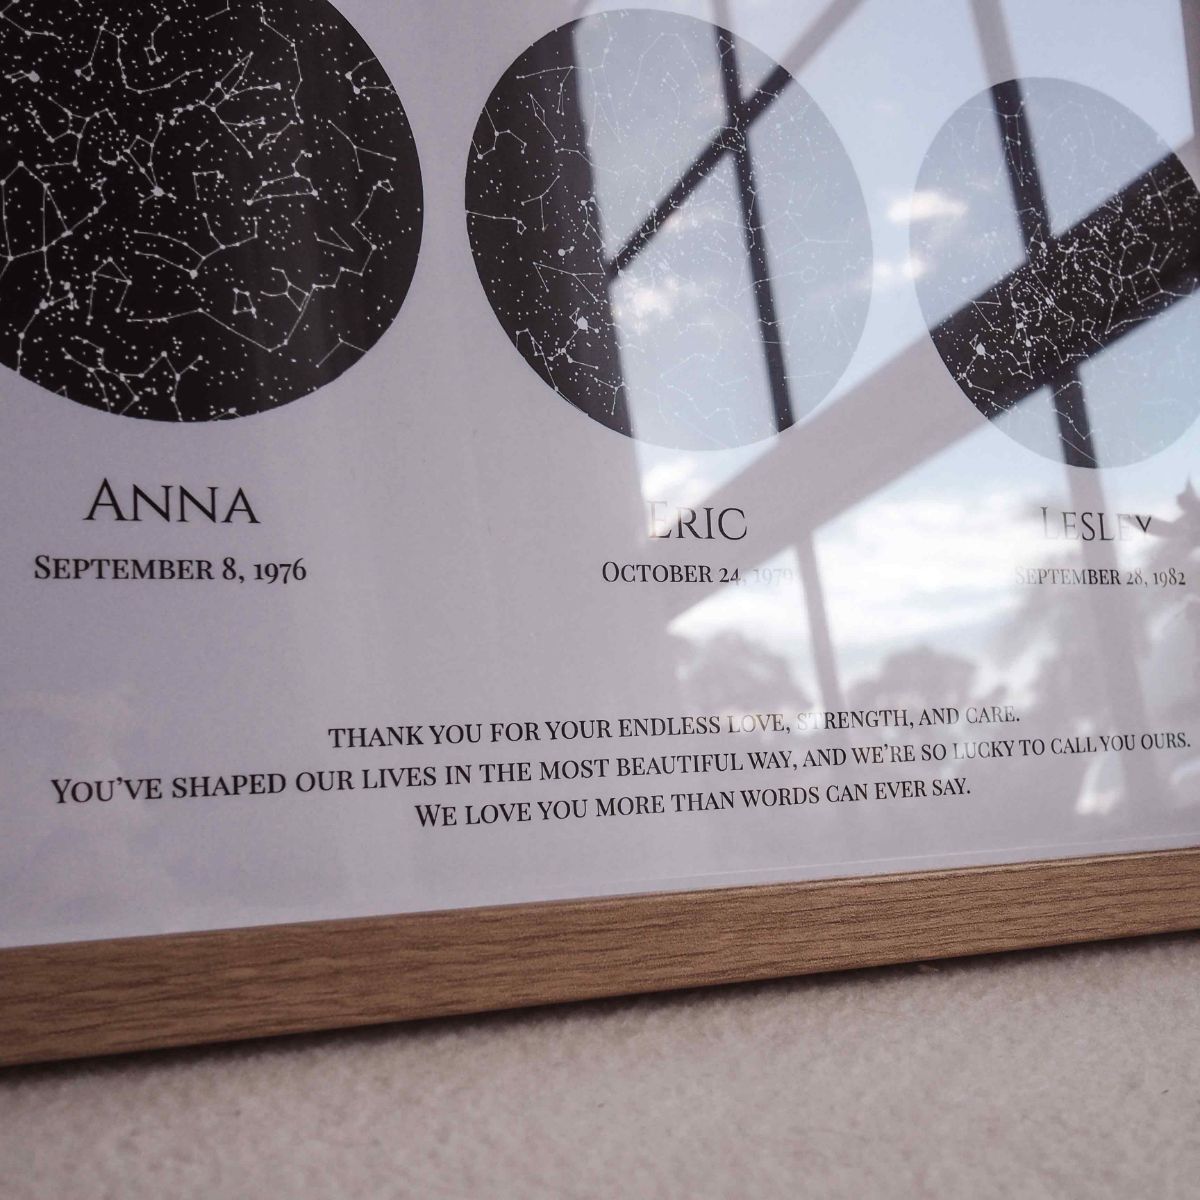 Anna
September 8, 1976
Eric
October 24, 1979
Lesley
September 28, 1982
Thank you for your endless love, strength, and care.
You've shaped our lives in the most beautiful way, and we're so lucky to call you ours.
We love you more than words can ever say.